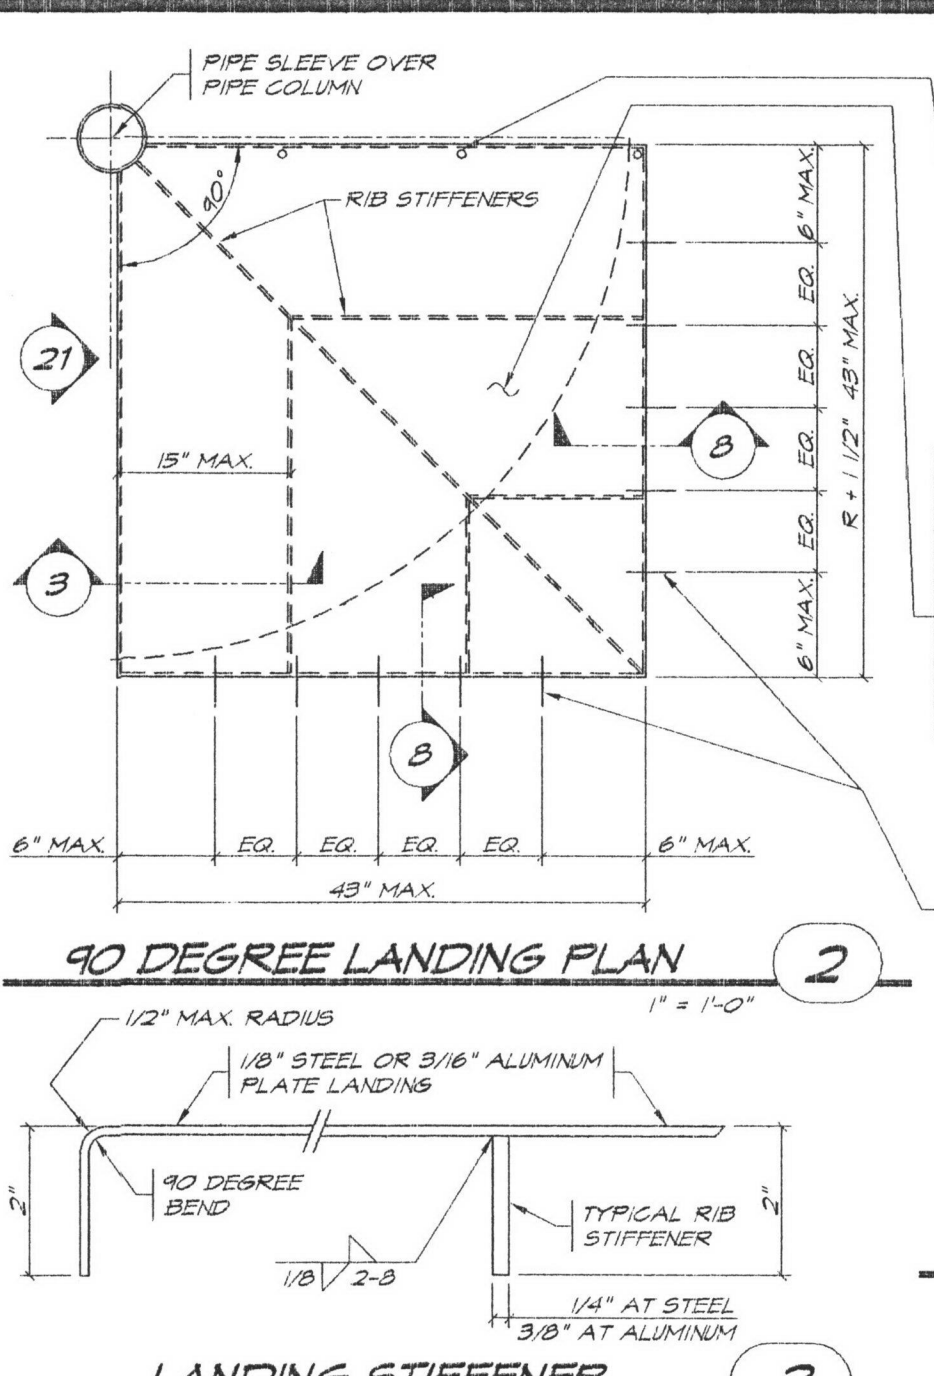 PIPE SLEEVE OVER
PIPE COLUMN
90°
RIB STIFFENERS
6" MAX.
EQ.
EQ.
EQ.
EQ.
6" MAX.
R + 1 1/2" 43" MAX.
21
8
15" MAX.
3
8
6" MAX.
EQ.
EQ.
EQ.
EQ.
6" MAX.
43" MAX.
90 DEGREE LANDING PLAN
2
1" = 1'-0"
1/2" MAX. RADIUS
1/8" STEEL OR 3/16" ALUMINUM
PLATE LANDING
2"
90 DEGREE
BEND
2"
TYPICAL RIB
STIFFENER
1/8
2-8
1/4" AT STEEL
3/8" AT ALUMINUM
LANDING STIFFENER